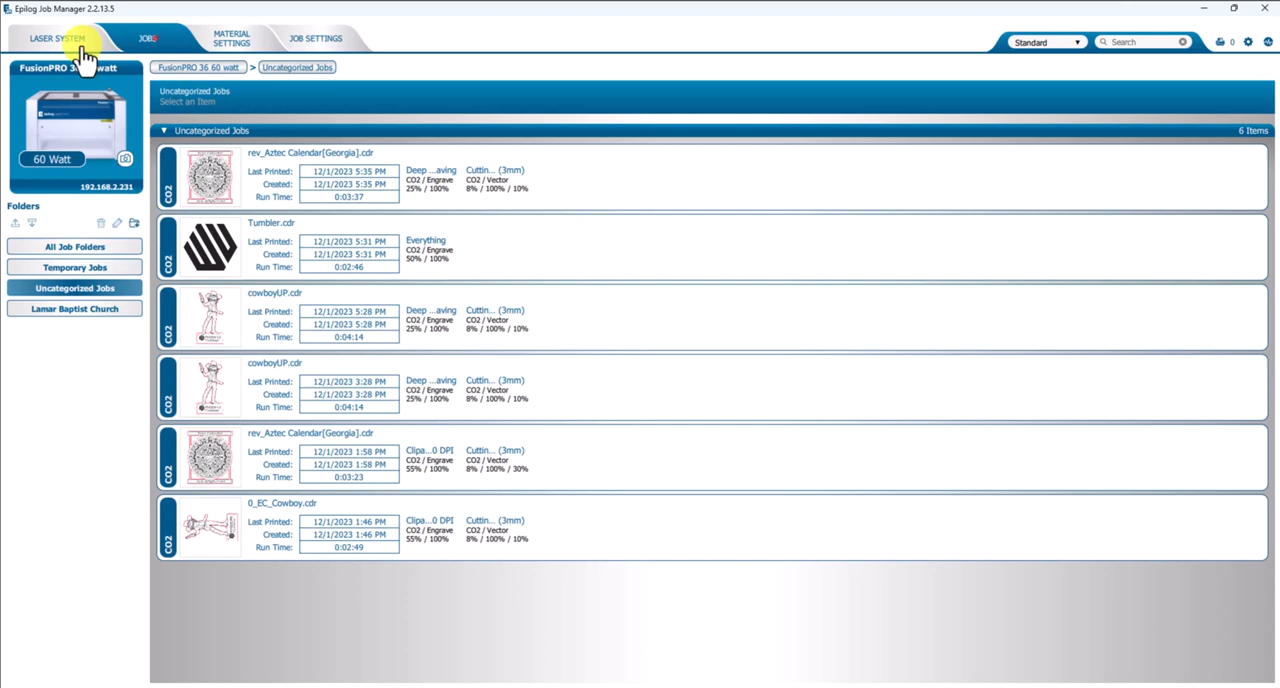 Epilog Job Manager 2.2.13.5
LASER SYSTEM
JOBS
MATERIAL
SETTINGS
JOB SETTINGS
Standard
Search
0
FusionPRO 36 watt
60 Watt
192.168.2.231
Folders
All Job Folders
Temporary Jobs
Uncategorized Jobs
Lamar Baptist Church
FusionPRO 36 60 watt > Uncategorized Jobs
Uncategorized Jobs
Select an Item
Uncategorized Jobs 6 Items
CO2
rev_Aztec Calendar[Georgia].cdr
Last Printed: 12/1/2023 5:35 PM
Created: 12/1/2023 5:35 PM
Run Time: 0:03:37
Deep ...aving
CO2 / Engrave
25% / 100%
Cuttin... (3mm)
CO2 / Vector
8% / 100% / 10%
CO2
Tumbler.cdr
Last Printed: 12/1/2023 5:31 PM
Created: 12/1/2023 5:31 PM
Run Time: 0:02:46
Everything
CO2 / Engrave
50% / 100%
CO2
cowboyUP.cdr
Last Printed: 12/1/2023 5:28 PM
Created: 12/1/2023 5:28 PM
Run Time: 0:04:14
Deep ...aving
CO2 / Engrave
25% / 100%
Cuttin... (3mm)
CO2 / Vector
8% / 100% / 10%
CO2
cowboyUP.cdr
Last Printed: 12/1/2023 3:28 PM
Created: 12/1/2023 3:28 PM
Run Time: 0:04:14
Deep ...aving
CO2 / Engrave
25% / 100%
Cuttin... (3mm)
CO2 / Vector
8% / 100% / 10%
CO2
rev_Aztec Calendar[Georgia].cdr
Last Printed: 12/1/2023 1:58 PM
Created: 12/1/2023 1:58 PM
Run Time: 0:03:23
Clipa...0 DPI
CO2 / Engrave
55% / 100%
Cuttin... (3mm)
CO2 / Vector
8% / 100% / 30%
CO2
0_EC_Cowboy.cdr
Last Printed: 12/1/2023 1:46 PM
Created: 12/1/2023 1:46 PM
Run Time: 0:02:49
Clipa...0 DPI
CO2 / Engrave
55% / 100%
Cuttin... (3mm)
CO2 / Vector
8% / 100% / 10%